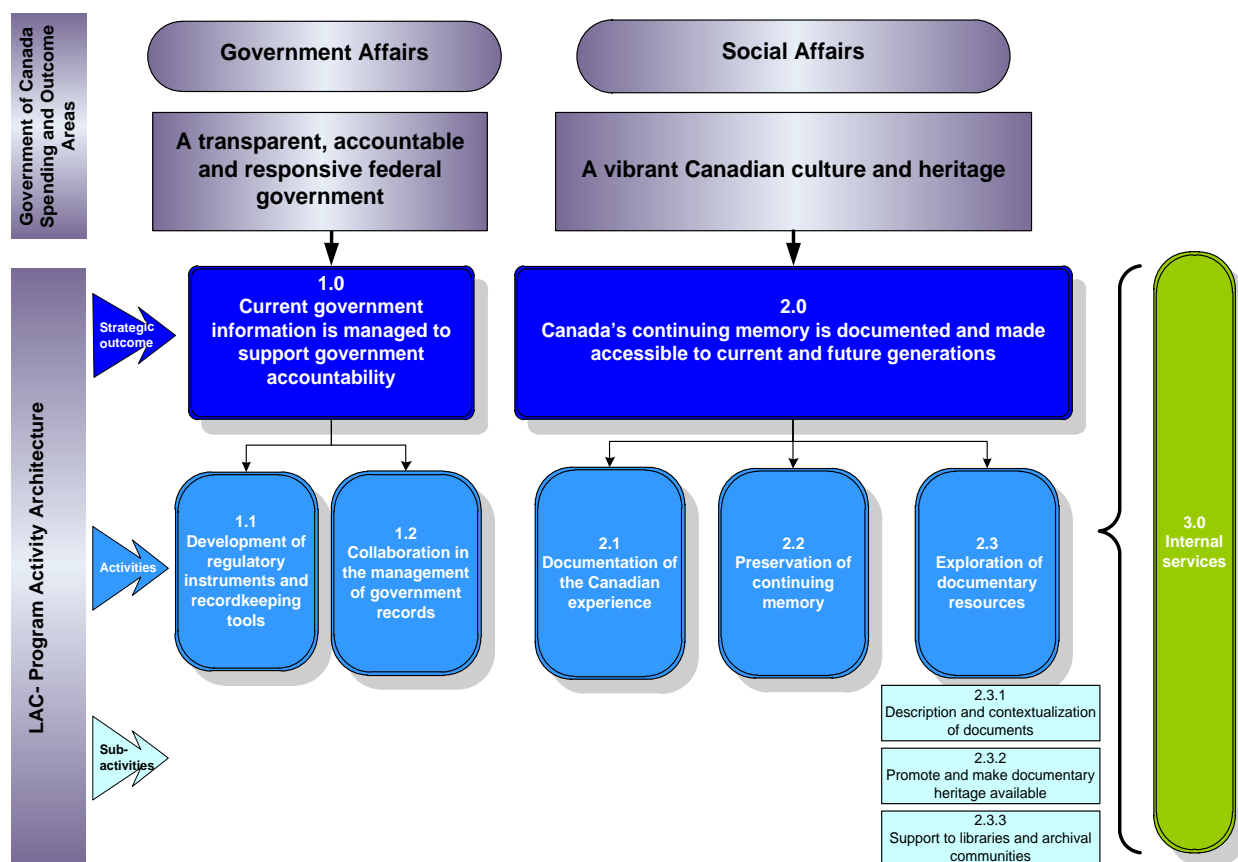 Government of Canada
Spending and Outcome
Areas
Government Affairs
Social Affairs
A transparent, accountable
and responsive federal
government
A vibrant Canadian culture and heritage
LAC- Program Activity Architecture
Strategic
outcome
1.0
Current government
information is managed to
support government
accountability
2.0
Canada's continuing memory is documented and made
accessible to current and future generations
Activities
1.1
Development of
regulatory
instruments and
recordkeeping
tools
1.2
Collaboration in
the management
of government
records
2.1
Documentation of
the Canadian
experience
2.2
Preservation of
continuing
memory
2.3
Exploration of
documentary
resources
3.0
Internal
services
Sub-
activities
2.3.1
Description and contextualization
of documents
2.3.2
Promote and make documentary
heritage available
2.3.3
Support to libraries and archival
communities